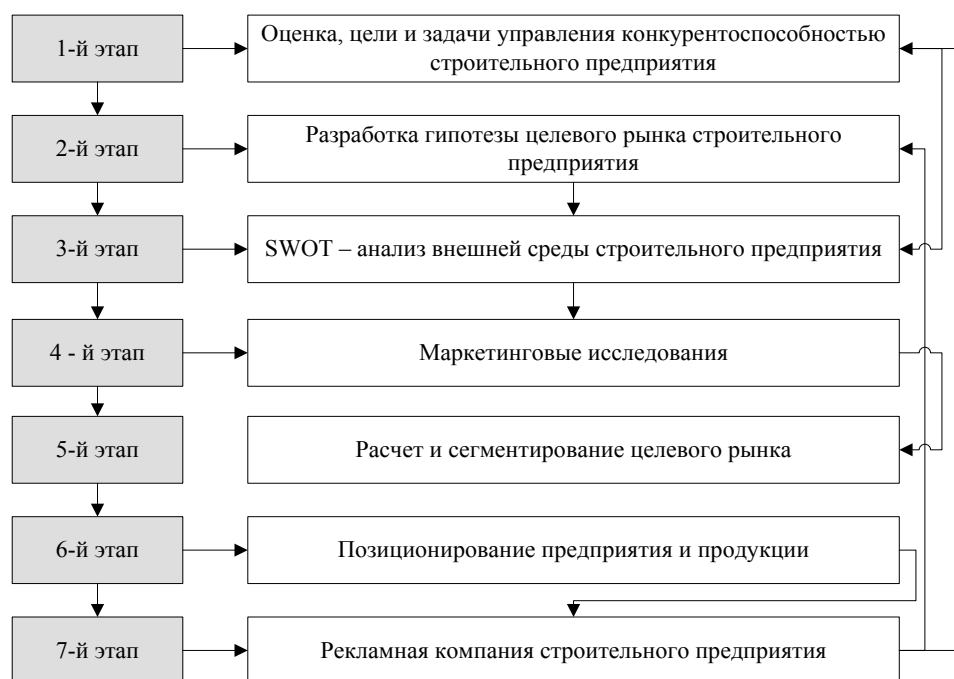 1-й этап
Оценка, цели и задачи управления конкурентоспособностью
строительного предприятия
2-й этап
Разработка гипотезы целевого рынка строительного
предприятия
3-й этап
SWOT – анализ внешней среды строительного предприятия
4 - й этап
Маркетинговые исследования
5-й этап
Расчет и сегментирование целевого рынка
6-й этап
Позиционирование предприятия и продукции
7-й этап
Рекламная компания строительного предприятия